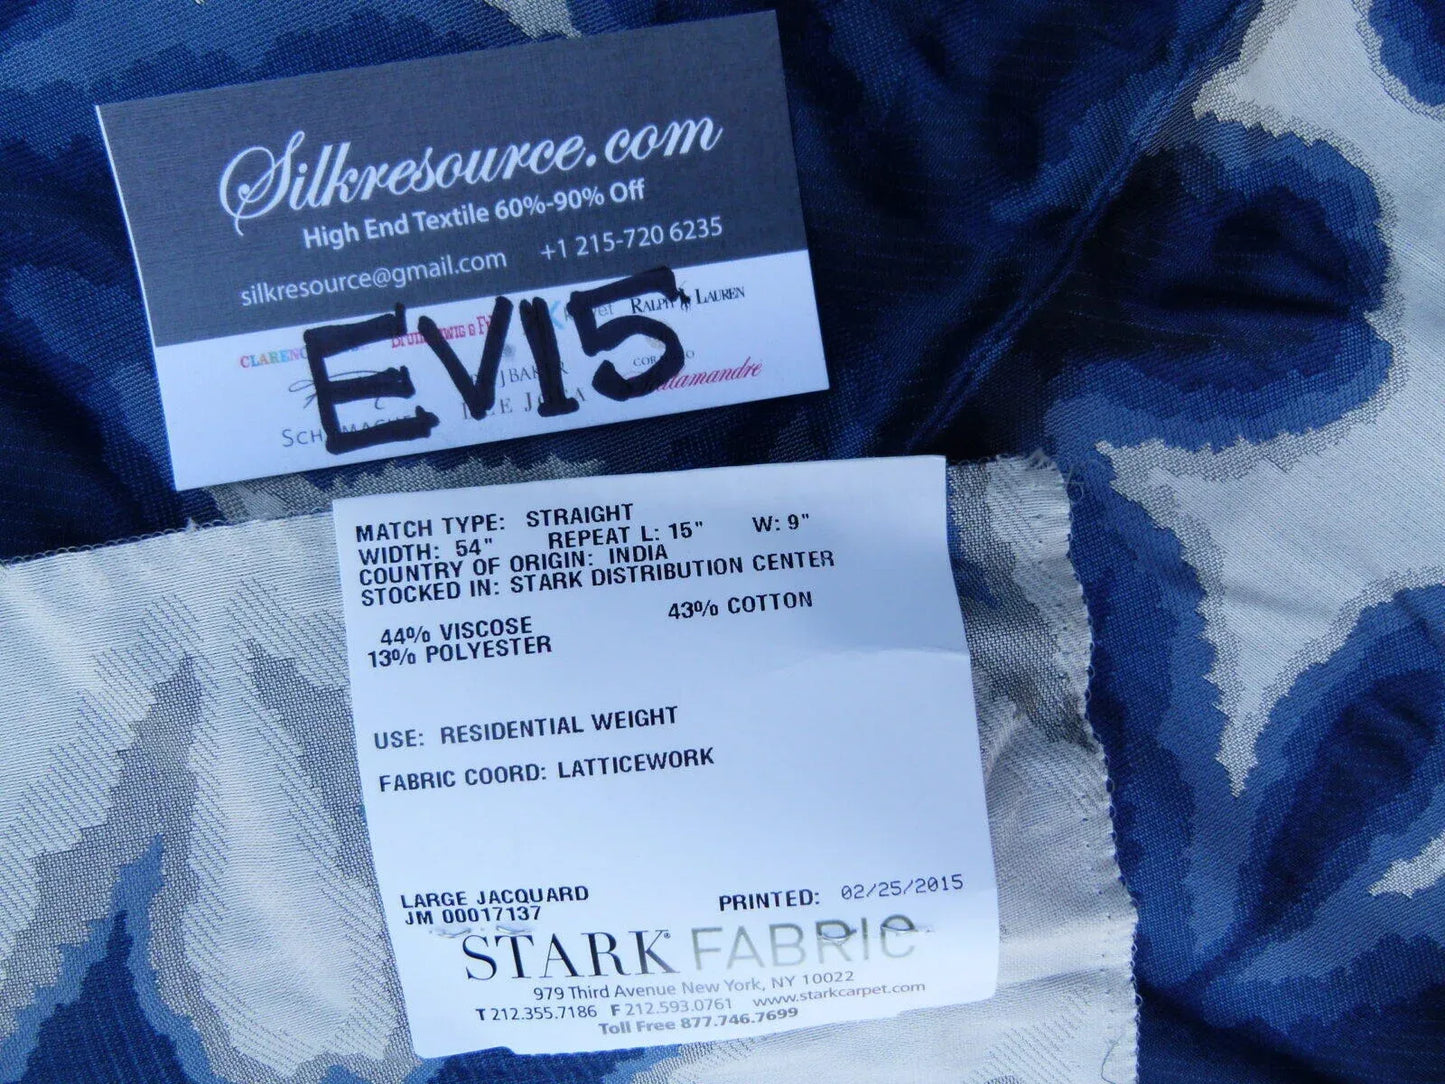 Silkresource.com
High End Textile 60%-90% Off
silkresource@gmail.com +1 215-720 6235
EV15
RALPH LAUREN
MATCH TYPE: STRAIGHT
WIDTH: 54" REPEAT L: 15" W: 9"
COUNTRY OF ORIGIN: INDIA
STOCKED IN: STARK DISTRIBUTION CENTER
44% VISCOSE 43% COTTON
13% POLYESTER
USE: RESIDENTIAL WEIGHT
FABRIC COORD: LATTICEWORK
LARGE JACQUARD PRINTED: 02/25/2015
JM 00017137
STARK® FABRIC
979 Third Avenue New York, NY 10022
T 212.355.7186 F 212.593.0761 www.starkcarpet.com
Toll Free 877.746.7699